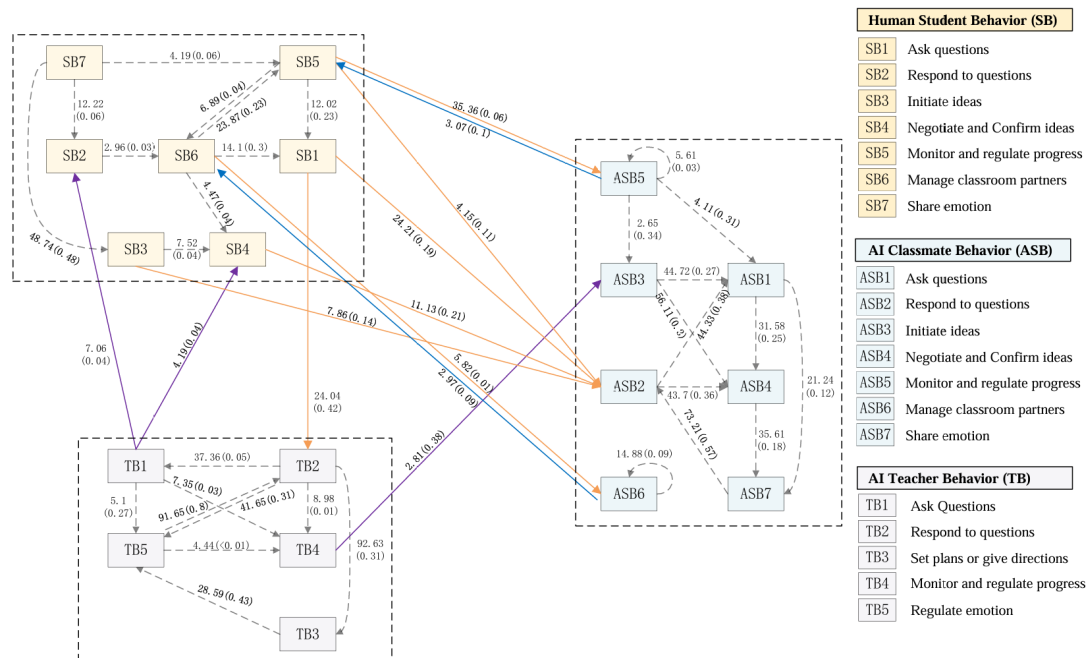 Human Student Behavior (SB)
SB1 Ask questions
SB2 Respond to questions
SB3 Initiate ideas
SB4 Negotiate and Confirm ideas
SB5 Monitor and regulate progress
SB6 Manage classroom partners
SB7 Share emotion
AI Classmate Behavior (ASB)
ASB1 Ask questions
ASB2 Respond to questions
ASB3 Initiate ideas
ASB4 Negotiate and Confirm ideas
ASB5 Monitor and regulate progress
ASB6 Manage classroom partners
ASB7 Share emotion
AI Teacher Behavior (TB)
TB1 Ask Questions
TB2 Respond to questions
TB3 Set plans or give directions
TB4 Monitor and regulate progress
TB5 Regulate emotion
SB7
4.19(0.06)
SB5
12.22
(0.06)
6.89(0.04)
23.87(0.23)
12.02
(0.23)
SB2
2.96(0.03)
SB6
14.1(0.3)
SB1
4.47(0.04)
48.74(0.48)
SB3
7.52
(0.04)
SB4
35.36(0.06)
3.07(0.1)
4.15(0.11)
24.21(0.19)
11.13(0.21)
7.86(0.14)
5.82(0.01)
2.97(0.09)
7.06
(0.04)
4.19(0.04)
24.04
(0.42)
2.81(0.38)
ASB5
5.61
(0.03)
4.11(0.31)
2.65
(0.34)
ASB3
44.72(0.27)
ASB1
56.11(0.3)
44.33(0.38)
31.58
(0.25)
ASB2
43.7(0.36)
ASB4
21.24
(0.12)
73.21(0.57)
35.61
(0.18)
14.88(0.09)
ASB6
ASB7
TB1
37.36(0.05)
TB2
7.35(0.03)
5.1
(0.27)
91.65(0.8)
41.65(0.31)
8.98
(0.01)
TB5
4.44(<0.01)
TB4
92.63
(0.31)
28.59(0.43)
TB3